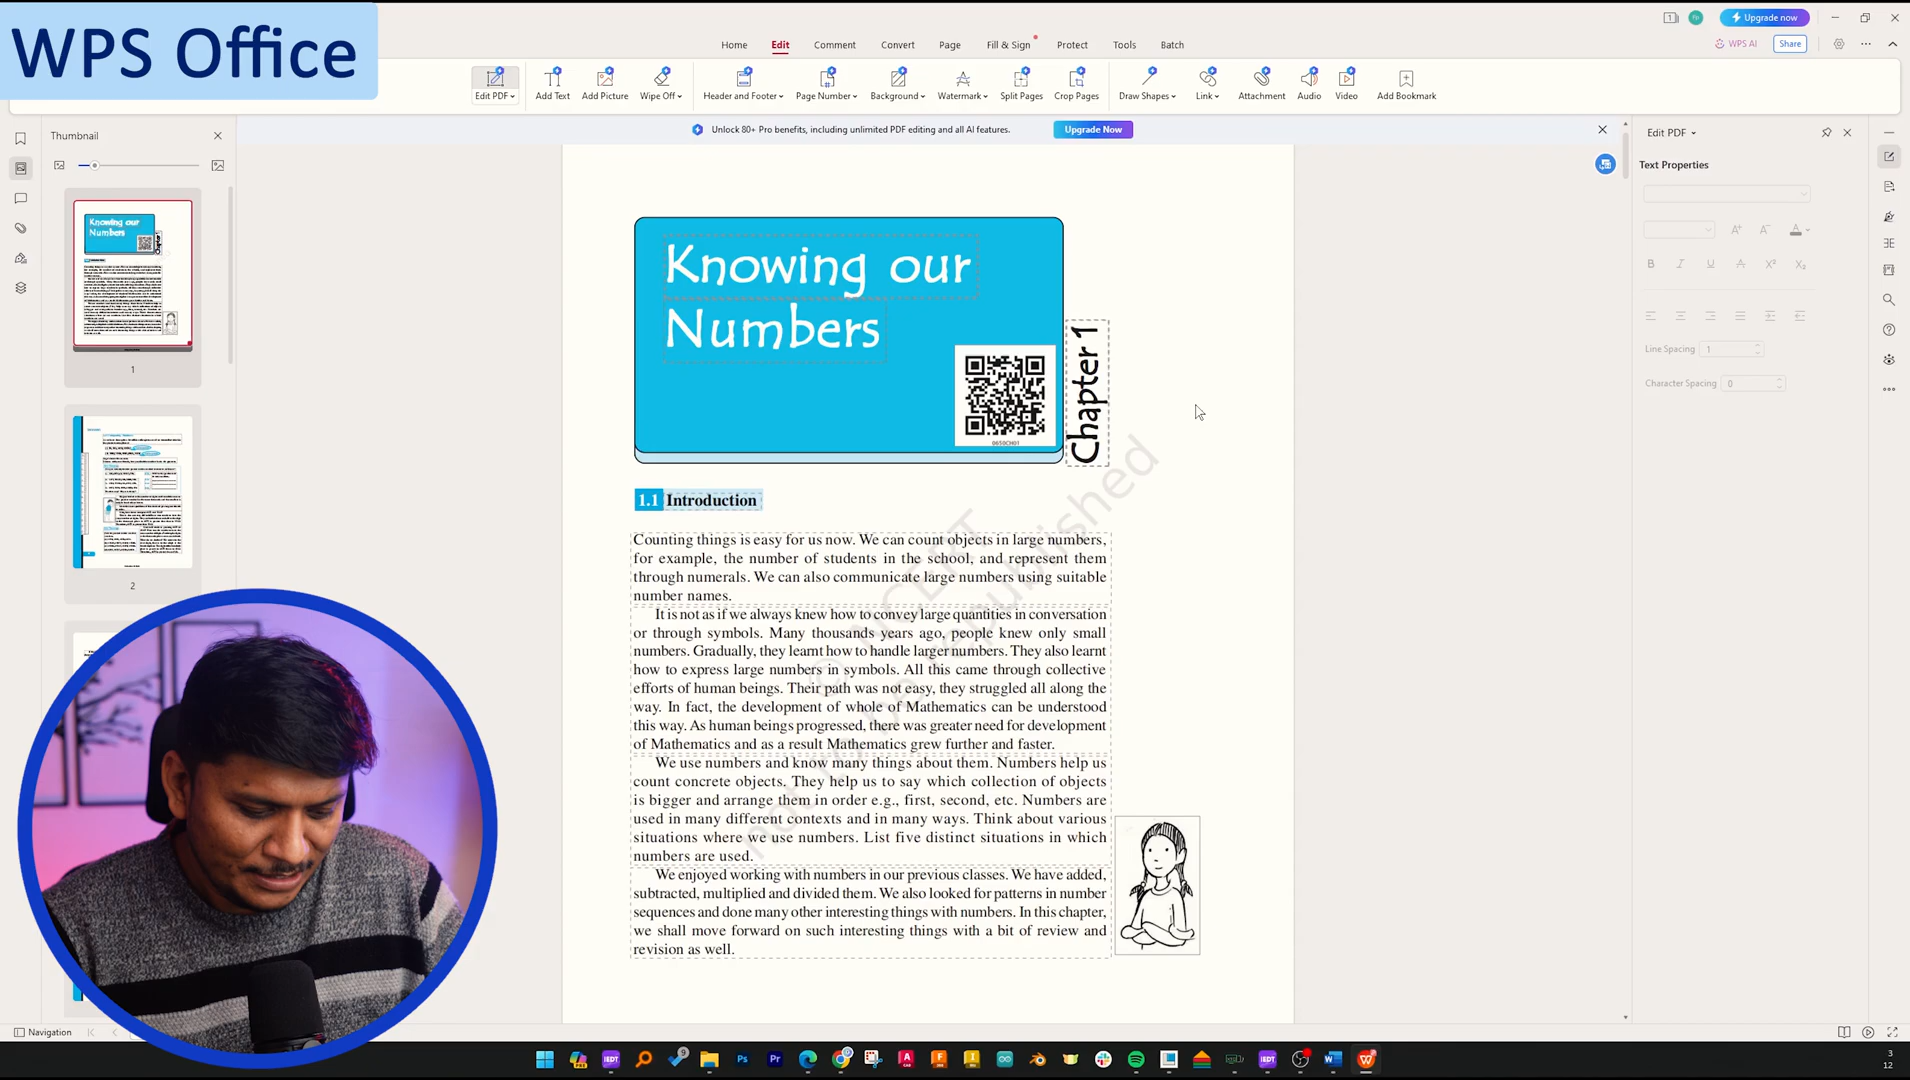 WPS Office
Upgrade now
Home Edit Comment Convert Page Fill & Sign Protect Tools Batch
WPS AI Share
Edit PDF Add Text Add Picture Wipe Off Header and Footer Page Number Background Watermark Split Pages Crop Pages Draw Shapes Link Attachment Audio Video Add Bookmark
Thumbnail
Unlock 80+ Pro benefits, including unlimited PDF editing and all AI features. Upgrade Now
Edit PDF
Text Properties
Line Spacing 1
Character Spacing 0
Knowing our
Numbers
Chapter 1
1
2
Knowing our
Numbers
0650CH01
Chapter 1
1.1 Introduction
Counting things is easy for us now. We can count objects in large numbers,
for example, the number of students in the school, and represent them
through numerals. We can also communicate large numbers using suitable
number names.
It is not as if we always knew how to convey large quantities in conversation
or through symbols. Many thousands years ago, people knew only small
numbers. Gradually, they learnt how to handle larger numbers. They also learnt
how to express large numbers in symbols. All this came through collective
efforts of human beings. Their path was not easy, they struggled all along the
way. In fact, the development of whole of Mathematics can be understood
this way. As human beings progressed, there was greater need for development
of Mathematics and as a result Mathematics grew further and faster.
We use numbers and know many things about them. Numbers help us
count concrete objects. They help us to say which collection of objects
is bigger and arrange them in order e.g., first, second, etc. Numbers are
used in many different contexts and in many ways. Think about various
situations where we use numbers. List five distinct situations in which
numbers are used.
We enjoyed working with numbers in our previous classes. We have added,
subtracted, multiplied and divided them. We also looked for patterns in number
sequences and done many other interesting things with numbers. In this chapter,
we shall move forward on such interesting things with a bit of review and
revision as well.
© NCERT
not to be republished
Navigation
3
12